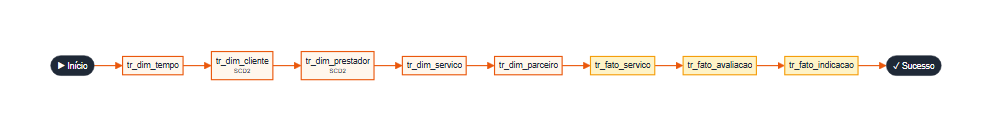 ▶ Início
tr_dim_tempo
tr_dim_cliente
SCD2
tr_dim_prestador
SCD2
tr_dim_servico
tr_dim_parceiro
tr_fato_servico
tr_fato_avaliacao
tr_fato_indicacao
✓ Sucesso